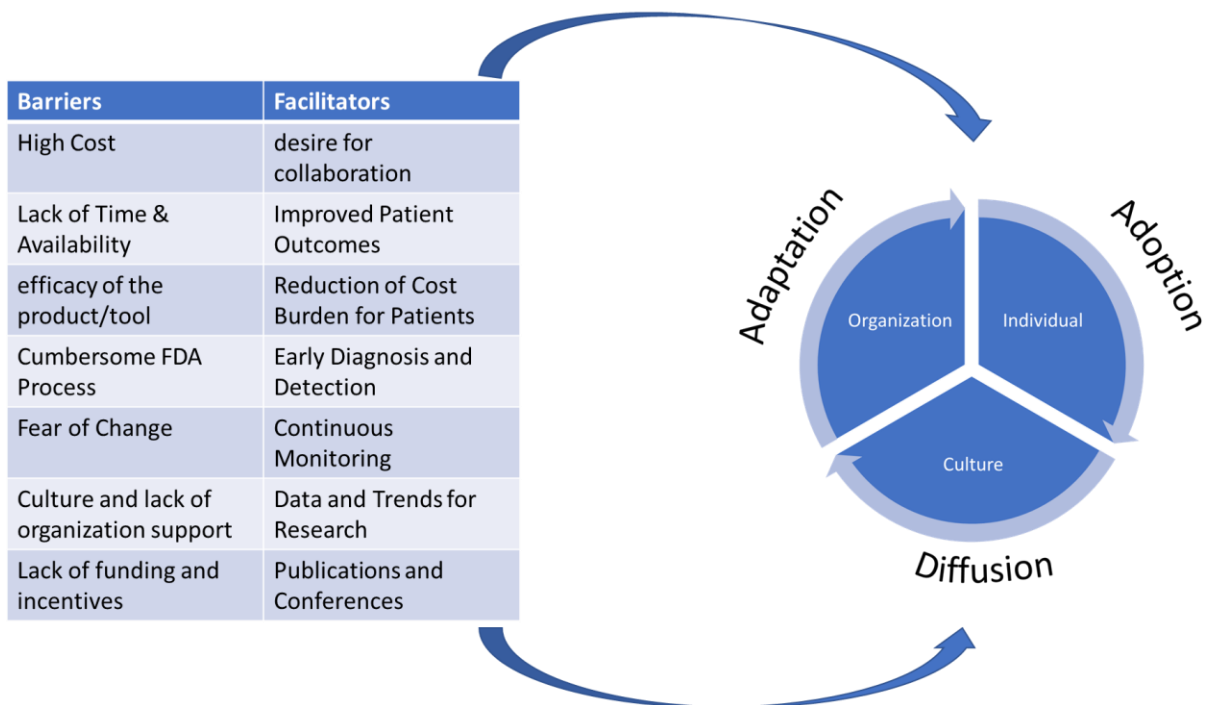 Barriers
Facilitators
High Cost
desire for
collaboration
Lack of Time &
Availability
Improved Patient
Outcomes
efficacy of the
product/tool
Reduction of Cost
Burden for Patients
Cumbersome FDA
Process
Early Diagnosis and
Detection
Fear of Change
Continuous
Monitoring
Culture and lack of
organization support
Data and Trends for
Research
Lack of funding and
incentives
Publications and
Conferences
Adaptation
Adoption
Organization
Individual
Culture
Diffusion